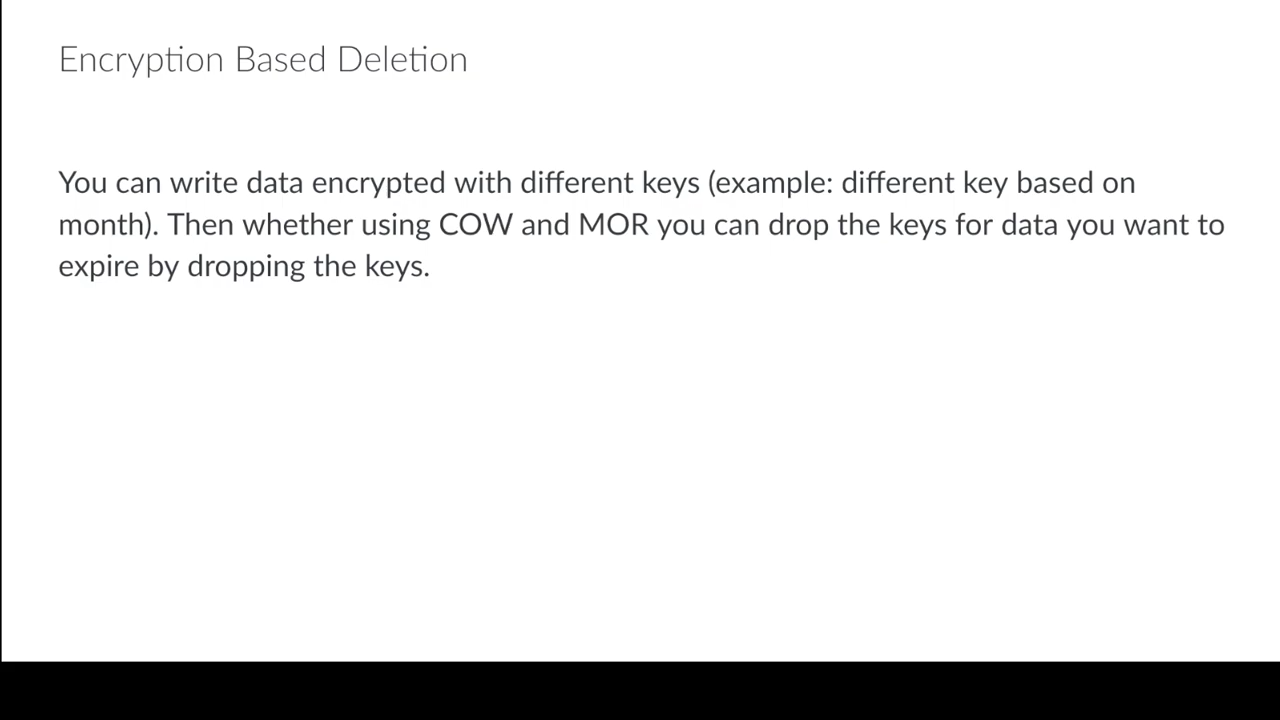 Encryption Based Deletion
You can write data encrypted with different keys (example: different key based on
month). Then whether using COW and MOR you can drop the keys for data you want to
expire by dropping the keys.